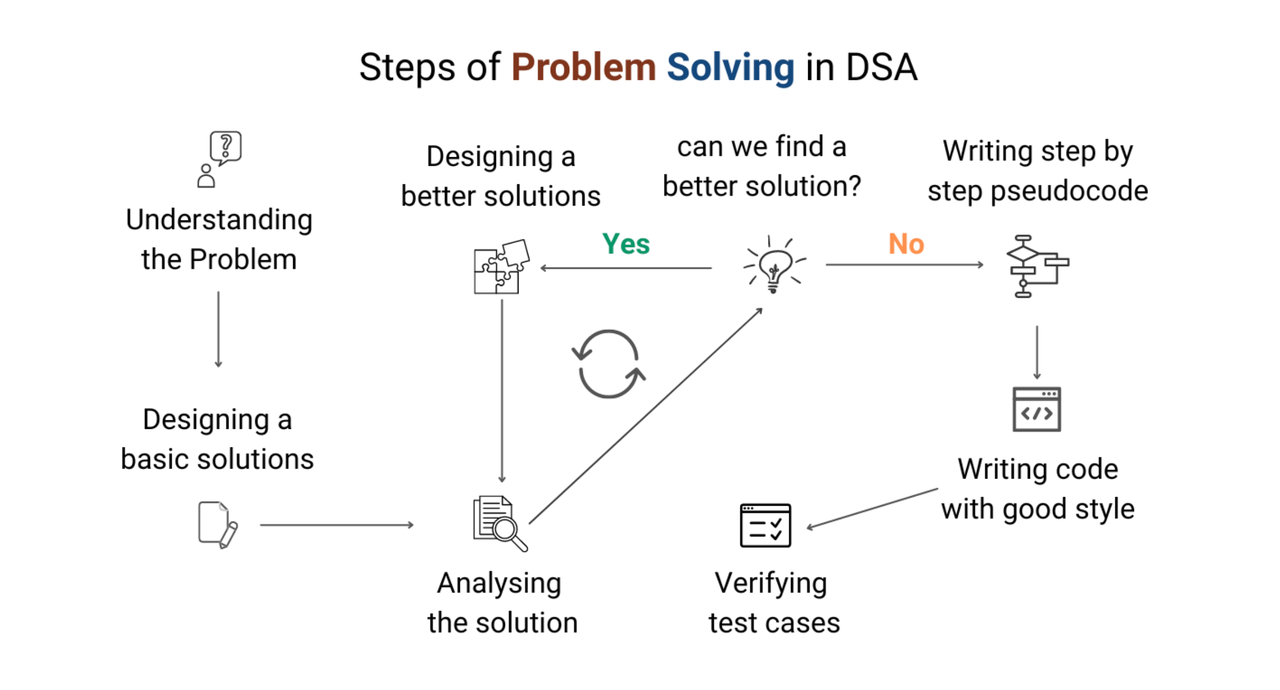 Steps of Problem Solving in DSA
?
Understanding
the Problem
Designing a
basic solutions
Designing a
better solutions
Yes
can we find a
better solution?
No
Writing step by
step pseudocode
</>
Writing code
with good style
Analysing
the solution
Verifying
test cases